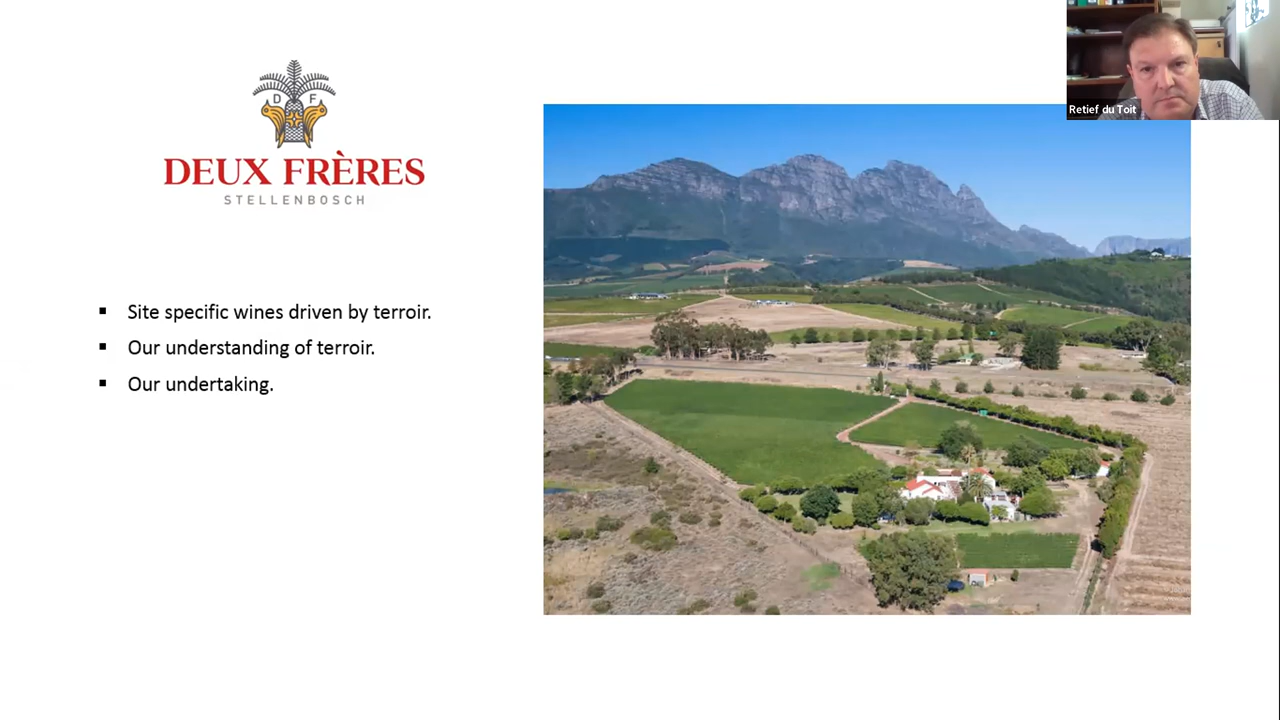 D F
DEUX FRÈRES
STELLENBOSCH
Site specific wines driven by terroir.
Our understanding of terroir.
Our undertaking.
Retief du Toit